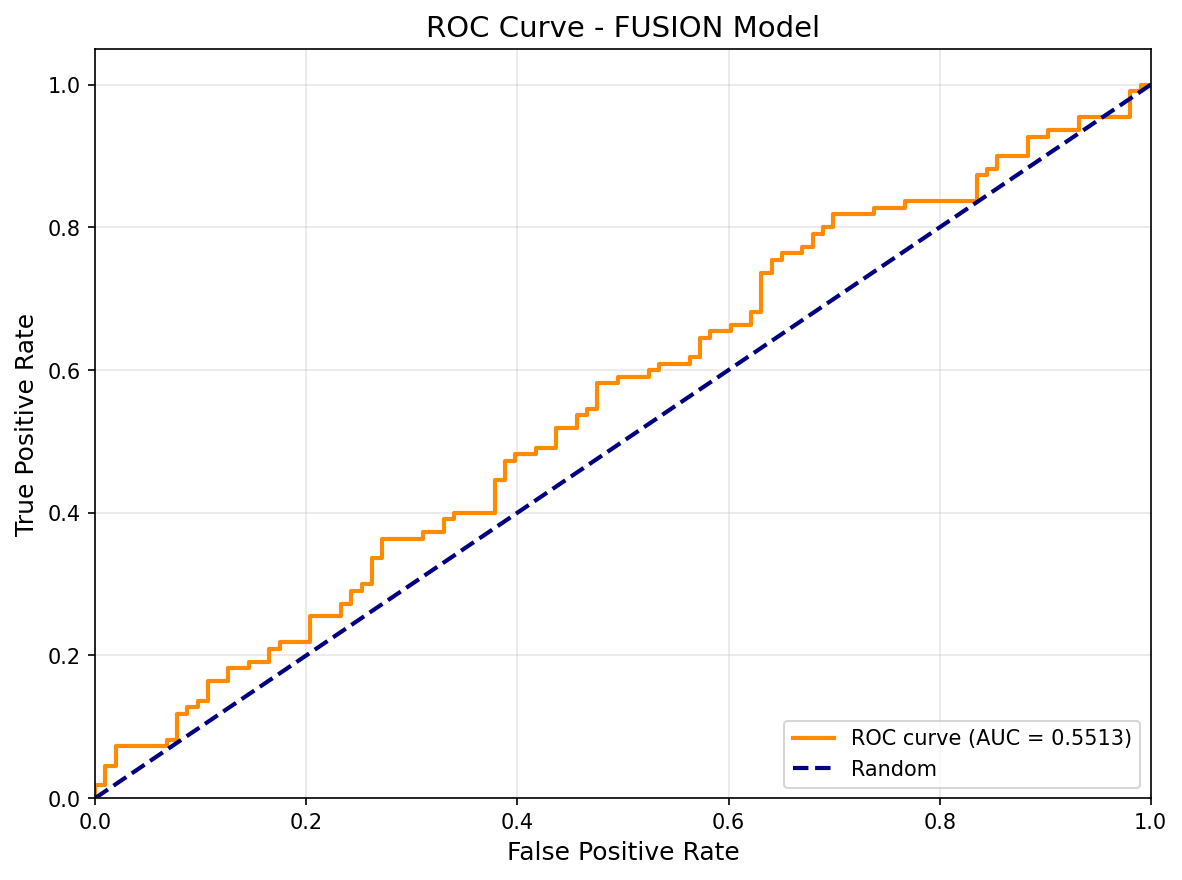 ROC Curve - FUSION Model
True Positive Rate
1.0
0.8
0.6
0.4
0.2
0.0
ROC curve (AUC = 0.5513)
Random
0.0 0.2 0.4 0.6 0.8 1.0
False Positive Rate